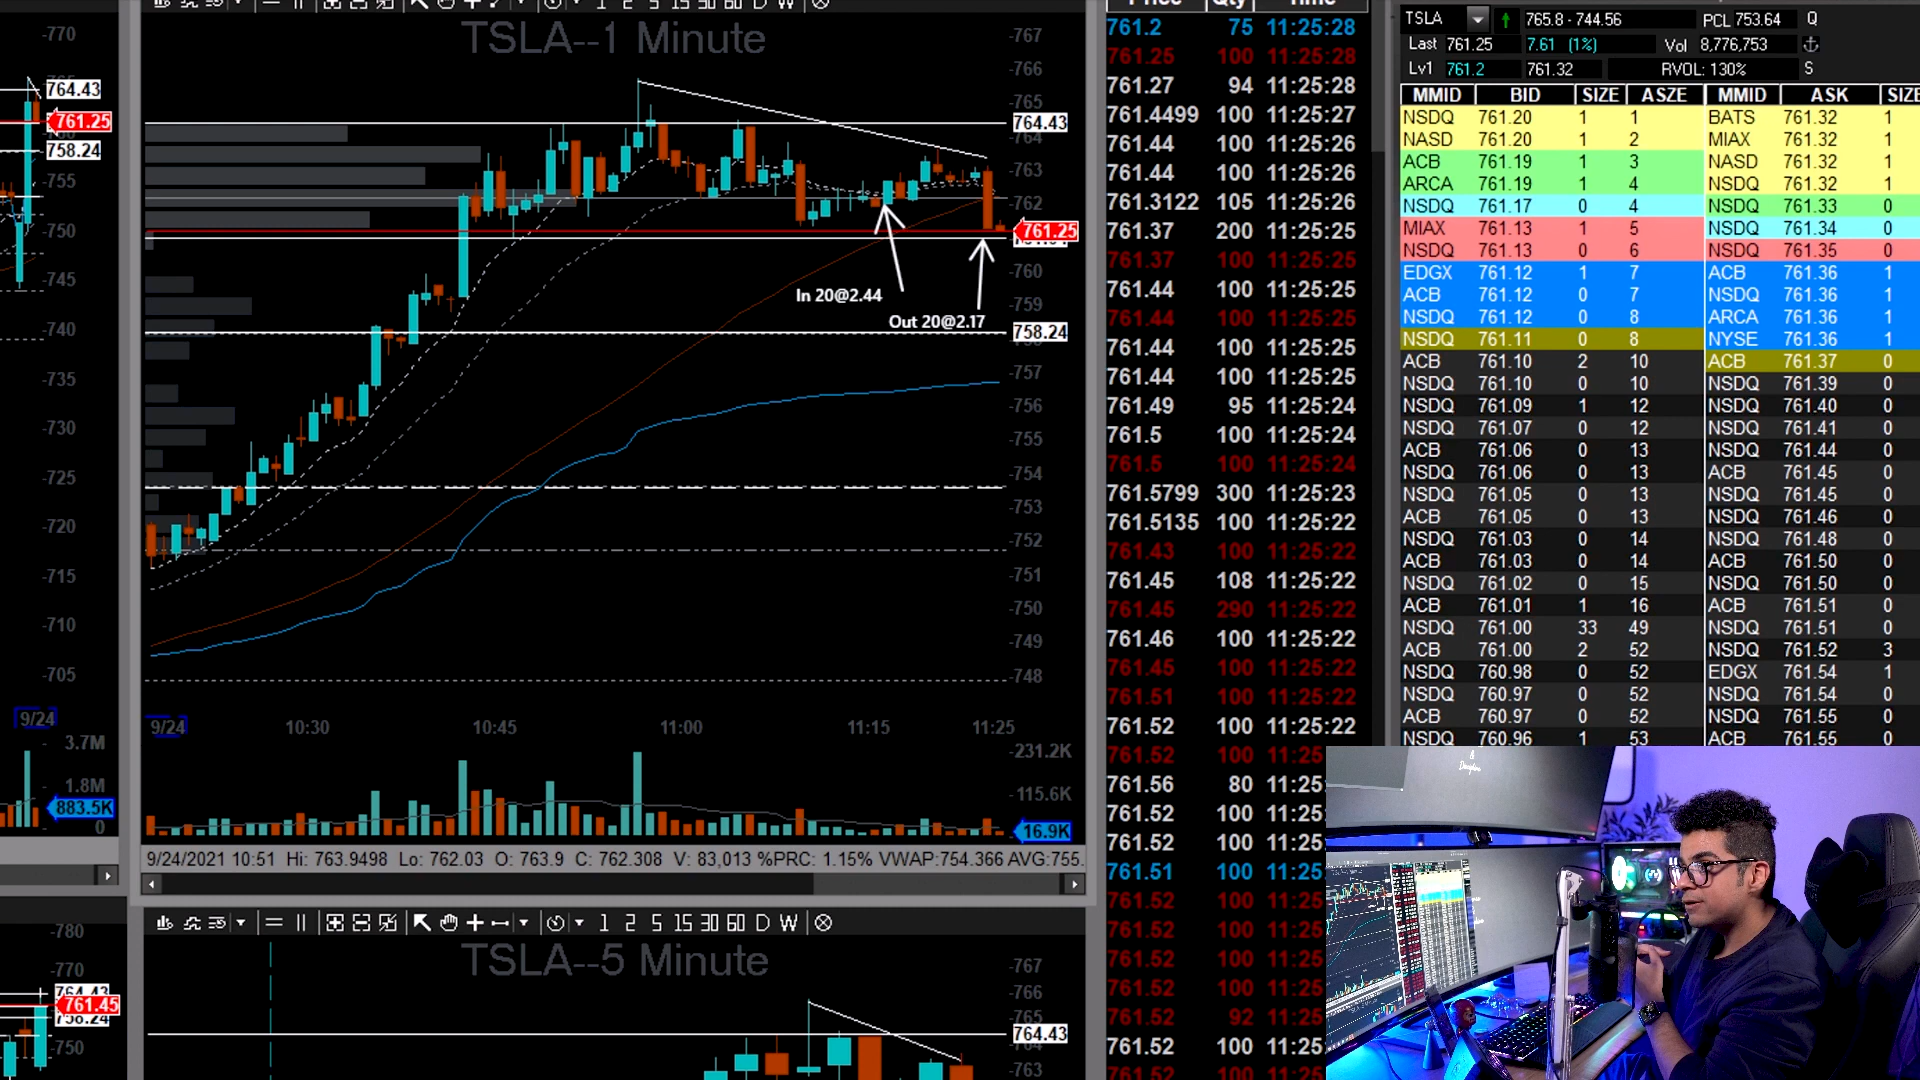 -770
764.43
761.25
758.24
-755
-750
-745
-740
-735
-730
-725
-720
-715
-710
-705
9/24
3.7M
1.8M
883.5K
0
1 2 5 15 30 60 D W
TSLA--1 Minute
-767
-766
-765
764.43
-763
-762
761.25
-760
-759
758.24
-757
-756
-755
-754
-753
-752
-751
-750
-749
-748
In 20@2.44
Out 20@2.17
9/24 10:30 10:45 11:00 11:15 11:25
-231.2K
-115.6K
16.9K
9/24/2021 10:51 Hi: 763.9498 Lo: 762.03 O: 763.9 C: 762.308 V: 83,013 %PRC: 1.15% VWAP:754.366 AVG:755.
1 2 5 15 30 60 D W
TSLA--5 Minute
-780
-770
764.43
761.45
758.24
-750
-767
-766
-765
764.43
-763
Price Qty Time
761.2 75 11:25:28
761.25 100 11:25:28
761.27 94 11:25:28
761.4499 100 11:25:27
761.44 100 11:25:26
761.44 100 11:25:26
761.3122 105 11:25:26
761.37 200 11:25:25
761.37 100 11:25:25
761.44 100 11:25:25
761.44 100 11:25:25
761.44 100 11:25:25
761.44 100 11:25:25
761.49 95 11:25:24
761.5 100 11:25:24
761.5 100 11:25:24
761.5799 300 11:25:23
761.5135 100 11:25:22
761.43 100 11:25:22
761.45 108 11:25:22
761.45 290 11:25:22
761.46 100 11:25:22
761.45 100 11:25:22
761.51 100 11:25:22
761.52 100 11:25:22
761.52 100 11:25
761.56 80 11:25
761.52 100 11:25
761.52 100 11:25
761.51 100 11:25
761.52 100 11:25
761.52 100 11:25
761.52 100 11:25
761.52 100 11:25
761.52 92 11:25
761.52 100 11:25
761.52 100 11:25
TSLA 765.8 - 744.56 PCL 753.64 Q
Last 761.25 7.61 (1%) Vol 8,776,753
Lv1 761.2 761.32 RVOL: 130% S
MMID BID SIZE ASZE MMID ASK SIZE
NSDQ 761.20 1 1 BATS 761.32 1
NASD 761.20 1 2 MIAX 761.32 1
ACB 761.19 1 3 NASD 761.32 1
ARCA 761.19 1 4 NSDQ 761.32 1
NSDQ 761.17 0 4 NSDQ 761.33 0
MIAX 761.13 1 5 NSDQ 761.34 0
NSDQ 761.13 0 6 NSDQ 761.35 0
EDGX 761.12 1 7 ACB 761.36 1
ACB 761.12 0 7 NSDQ 761.36 1
NSDQ 761.12 0 8 ARCA 761.36 1
NSDQ 761.11 0 8 NYSE 761.36 1
ACB 761.10 2 10 ACB 761.37 0
NSDQ 761.10 0 10 NSDQ 761.39 0
NSDQ 761.09 1 12 NSDQ 761.40 0
NSDQ 761.07 0 12 NSDQ 761.41 0
ACB 761.06 0 13 NSDQ 761.44 0
NSDQ 761.06 0 13 ACB 761.45 0
NSDQ 761.05 0 13 NSDQ 761.45 0
ACB 761.05 0 13 NSDQ 761.46 0
NSDQ 761.03 0 14 NSDQ 761.48 0
ACB 761.03 0 14 ACB 761.50 0
NSDQ 761.02 0 15 NSDQ 761.50 0
ACB 761.01 1 16 ACB 761.51 0
NSDQ 761.00 33 49 NSDQ 761.51 0
ACB 761.00 2 52 NSDQ 761.52 3
NSDQ 760.98 0 52 EDGX 761.54 1
NSDQ 760.97 0 52 NSDQ 761.54 0
ACB 760.97 0 52 NSDQ 761.55 0
NSDQ 760.96 1 53 ACB 761.55 0